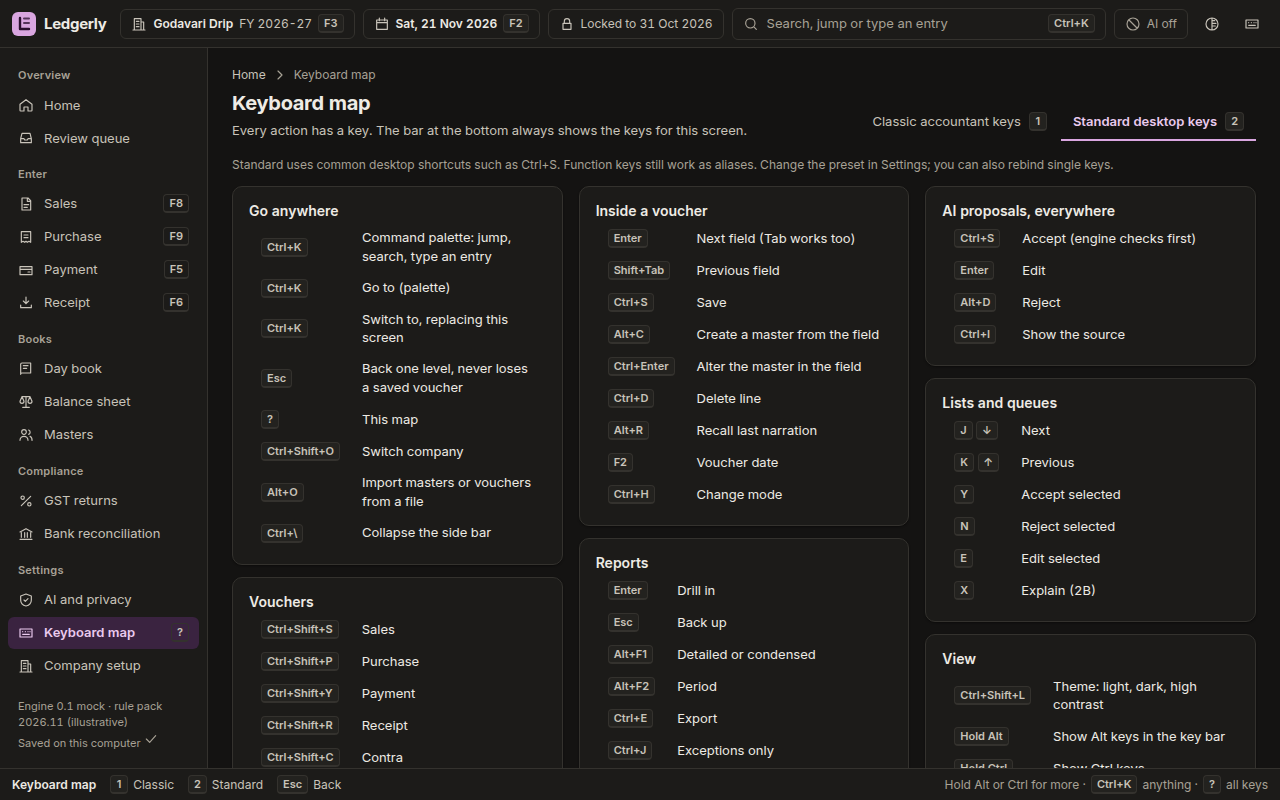 Ledgerly
Godavari Drip FY 2026-27 F3
Sat, 21 Nov 2026 F2
Locked to 31 Oct 2026
Search, jump or type an entry Ctrl+K
AI off
Overview
Home
Review queue
Enter
Sales F8
Purchase F9
Payment F5
Receipt F6
Books
Day book
Balance sheet
Masters
Compliance
GST returns
Bank reconciliation
Settings
AI and privacy
Keyboard map ?
Company setup
Engine 0.1 mock · rule pack
2026.11 (illustrative)
Saved on this computer
Home > Keyboard map
Keyboard map
Every action has a key. The bar at the bottom always shows the keys for this screen.
Classic accountant keys 1
Standard desktop keys 2
Standard uses common desktop shortcuts such as Ctrl+S. Function keys still work as aliases. Change the preset in Settings; you can also rebind single keys.
Go anywhere
Ctrl+K Command palette: jump,
search, type an entry
Ctrl+K Go to (palette)
Ctrl+K Switch to, replacing this
screen
Esc Back one level, never loses
a saved voucher
? This map
Ctrl+Shift+O Switch company
Alt+O Import masters or vouchers
from a file
Ctrl+\ Collapse the side bar
Vouchers
Ctrl+Shift+S Sales
Ctrl+Shift+P Purchase
Ctrl+Shift+Y Payment
Ctrl+Shift+R Receipt
Ctrl+Shift+C Contra
Inside a voucher
Enter Next field (Tab works too)
Shift+Tab Previous field
Ctrl+S Save
Alt+C Create a master from the field
Ctrl+Enter Alter the master in the field
Ctrl+D Delete line
Alt+R Recall last narration
F2 Voucher date
Ctrl+H Change mode
Reports
Enter Drill in
Esc Back up
Alt+F1 Detailed or condensed
Alt+F2 Period
Ctrl+E Export
Ctrl+J Exceptions only
AI proposals, everywhere
Ctrl+S Accept (engine checks first)
Enter Edit
Alt+D Reject
Ctrl+I Show the source
Lists and queues
J ↓ Next
K ↑ Previous
Y Accept selected
N Reject selected
E Edit selected
X Explain (2B)
View
Ctrl+Shift+L Theme: light, dark, high
contrast
Hold Alt Show Alt keys in the key bar
Hold Ctrl Show Ctrl keys
Keyboard map 1 Classic 2 Standard Esc Back
Hold Alt or Ctrl for more · Ctrl+K anything · ? all keys